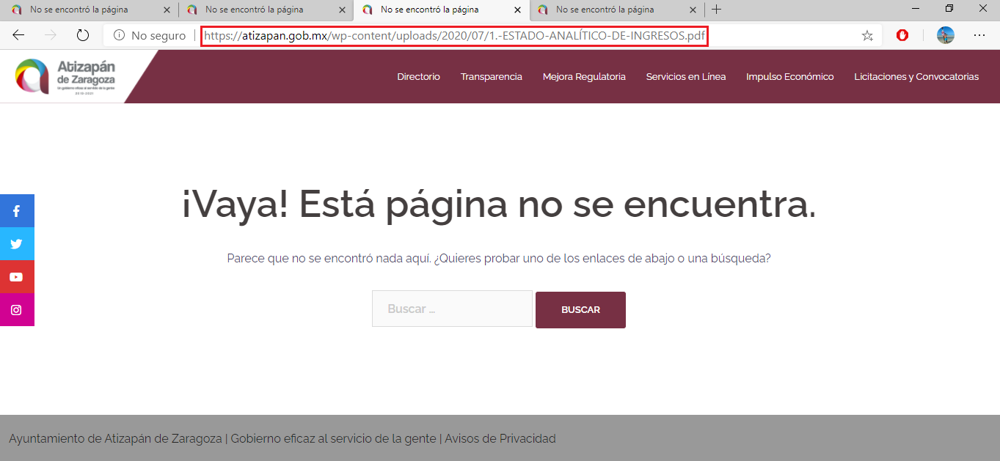 No se encontró la página
No se encontró la página
No se encontró la página
No se encontró la página
No seguro
https://atizapan.gob.mx/wp-content/uploads/2020/07/1.-ESTADO-ANALÍTICO-DE-INGRESOS.pdf
Atizapán
de Zaragoza
Un gobierno eficaz al servicio de la gente
2019-2021
Directorio
Transparencia
Mejora Regulatoria
Servicios en Línea
Impulso Económico
Licitaciones y Convocatorias
¡Vaya! Está página no se encuentra.
Parece que no se encontró nada aquí. ¿Quieres probar uno de los enlaces de abajo o una búsqueda?
Buscar ...
BUSCAR
Ayuntamiento de Atizapán de Zaragoza | Gobierno eficaz al servicio de la gente | Avisos de Privacidad